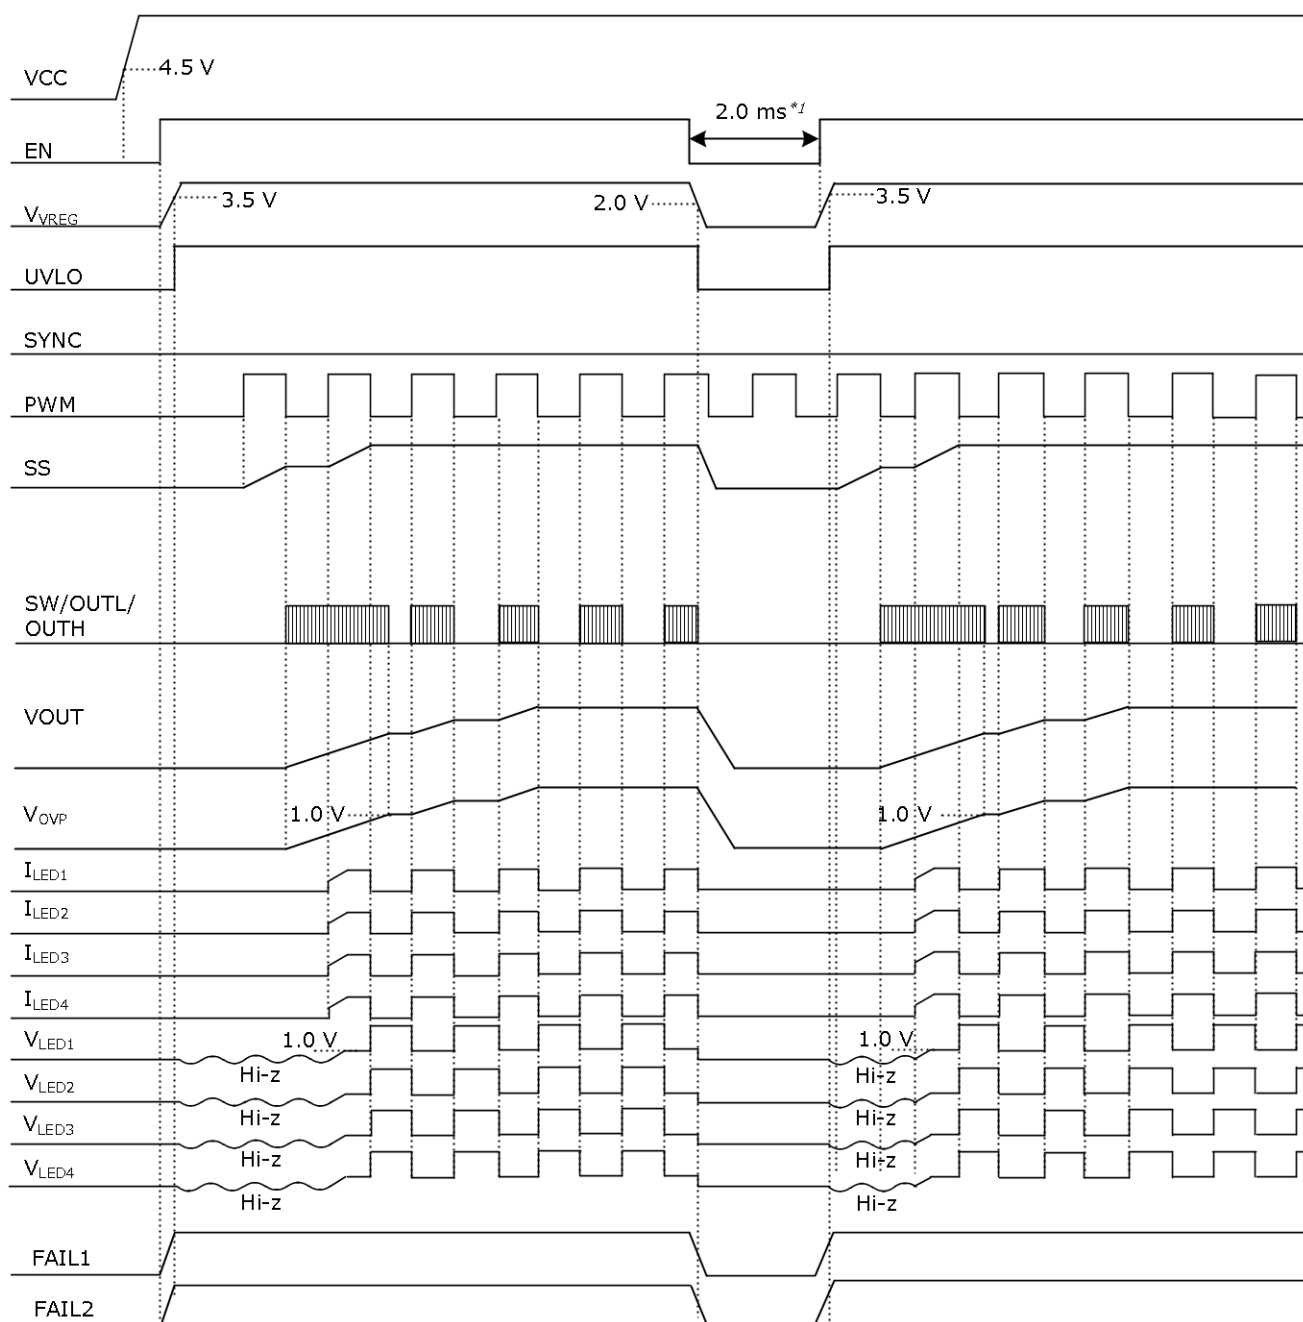 VCC
4.5 V
EN
2.0 ms*1
VVREG
3.5 V
2.0 V
3.5 V
UVLO
SYNC
PWM
SS
SW/OUTL/
OUTH
VOUT
VOVP
1.0 V
1.0 V
ILED1
ILED2
ILED3
ILED4
VLED1
1.0 V
1.0 V
Hi-z
Hi-z
VLED2
Hi-z
Hi-z
VLED3
Hi-z
Hi-z
VLED4
Hi-z
Hi-z
FAIL1
FAIL2